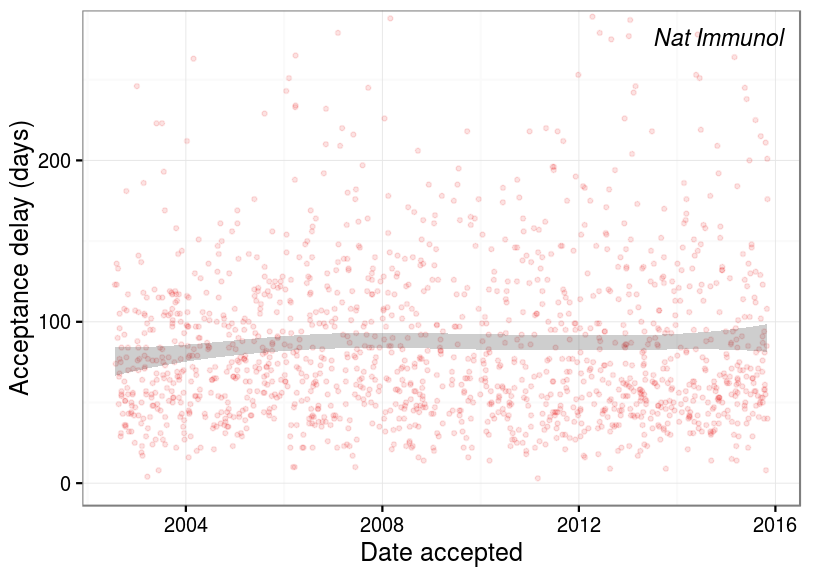 Nat Immunol
Acceptance delay (days)
200
100
0
2004 2008 2012 2016
Date accepted